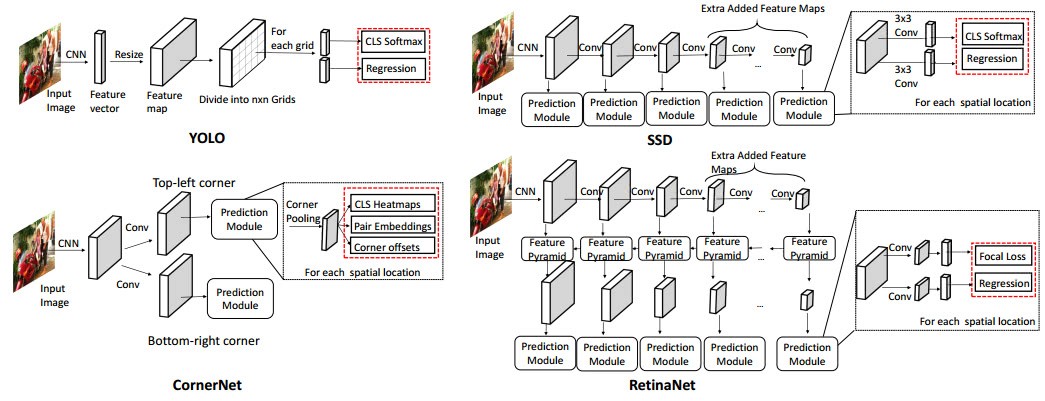 CNN
Input
Image
Feature
vector
Resize
Feature
map
Divide into nxn Grids
For
each grid
CLS Softmax
Regression
YOLO
Extra Added Feature Maps
CNN
Conv
Conv
Conv
Conv
Conv
...
Input
Image
Prediction
Module
Prediction
Module
Prediction
Module
Prediction
Module
Prediction
Module
3x3
Conv
3x3
Conv
CLS Softmax
Regression
For each spatial location
SSD
Top-left corner
CNN
Input
Image
Conv
Conv
Prediction
Module
Prediction
Module
Bottom-right corner
Corner
Pooling
CLS Heatmaps
Pair Embeddings
Corner offsets
For each spatial location
CornerNet
Extra Added Feature
Maps
CNN
Conv
Conv
Conv
Conv
Conv
...
Input
Image
Feature
Pyramid
Feature
Pyramid
Feature
Pyramid
Feature
Pyramid
...
Feature
Pyramid
...
Prediction
Module
Prediction
Module
Prediction
Module
Prediction
Module
Prediction
Module
Conv
Conv
Focal Loss
Regression
For each spatial location
RetinaNet